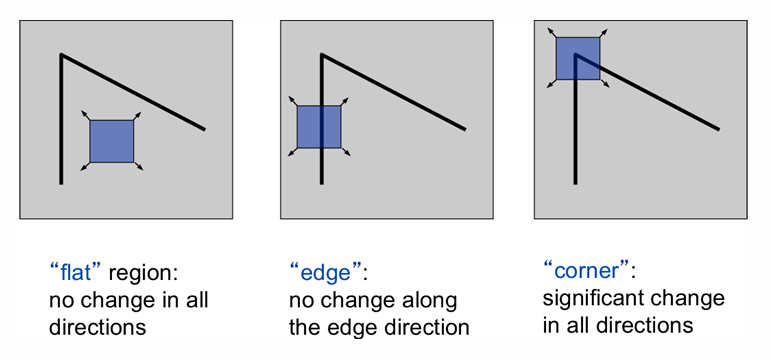 “flat” region:
no change in all
directions
“edge”:
no change along
the edge direction
“corner”:
significant change
in all directions